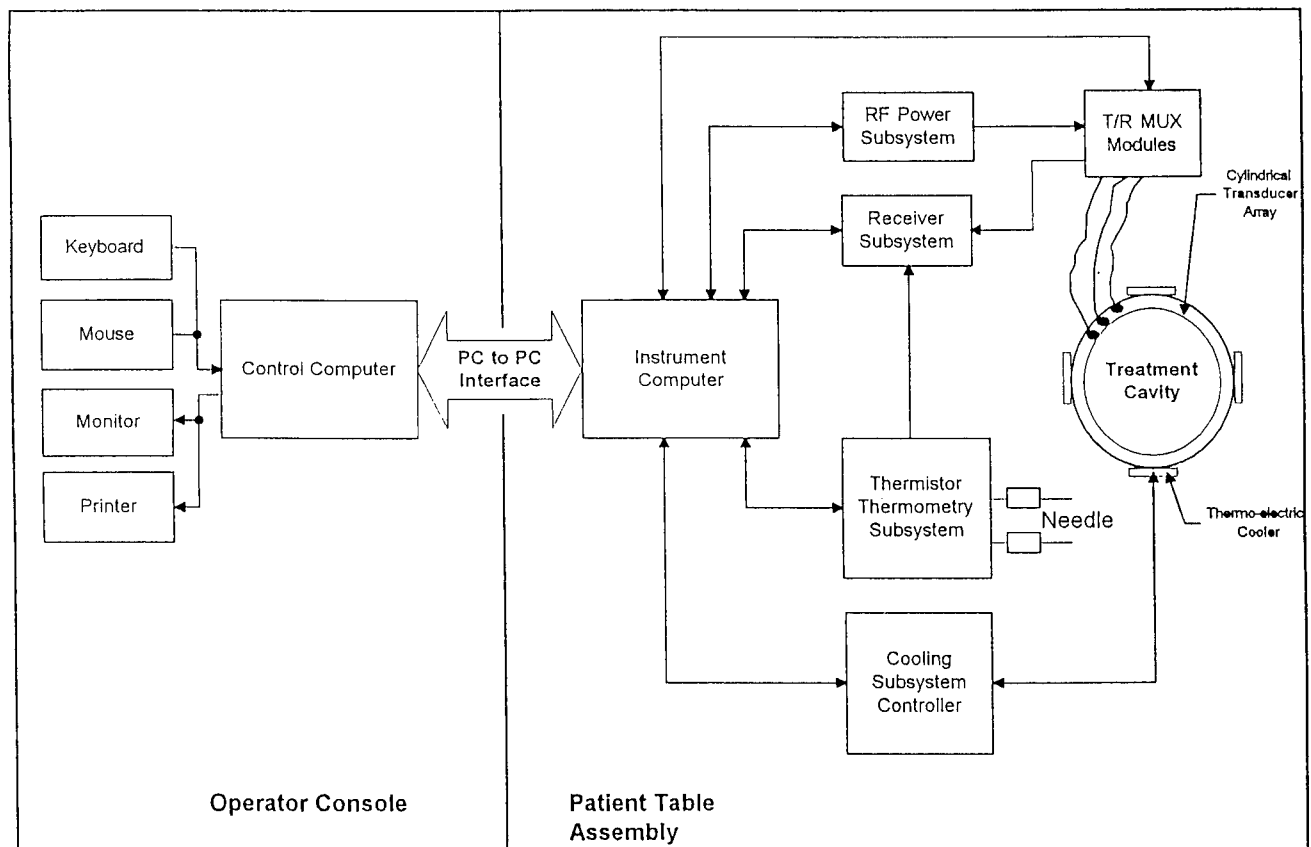 Keyboard
Mouse
Monitor
Printer
Control Computer
PC to PC
Interface
Instrument
Computer
RF Power
Subsystem
Receiver
Subsystem
T/R MUX
Modules
Cylindrical
Transducer
Array
Treatment
Cavity
Thermo-electric
Cooler
Thermistor
Thermometry
Subsystem
Needle
Cooling
Subsystem
Controller
Operator Console
Patient Table
Assembly